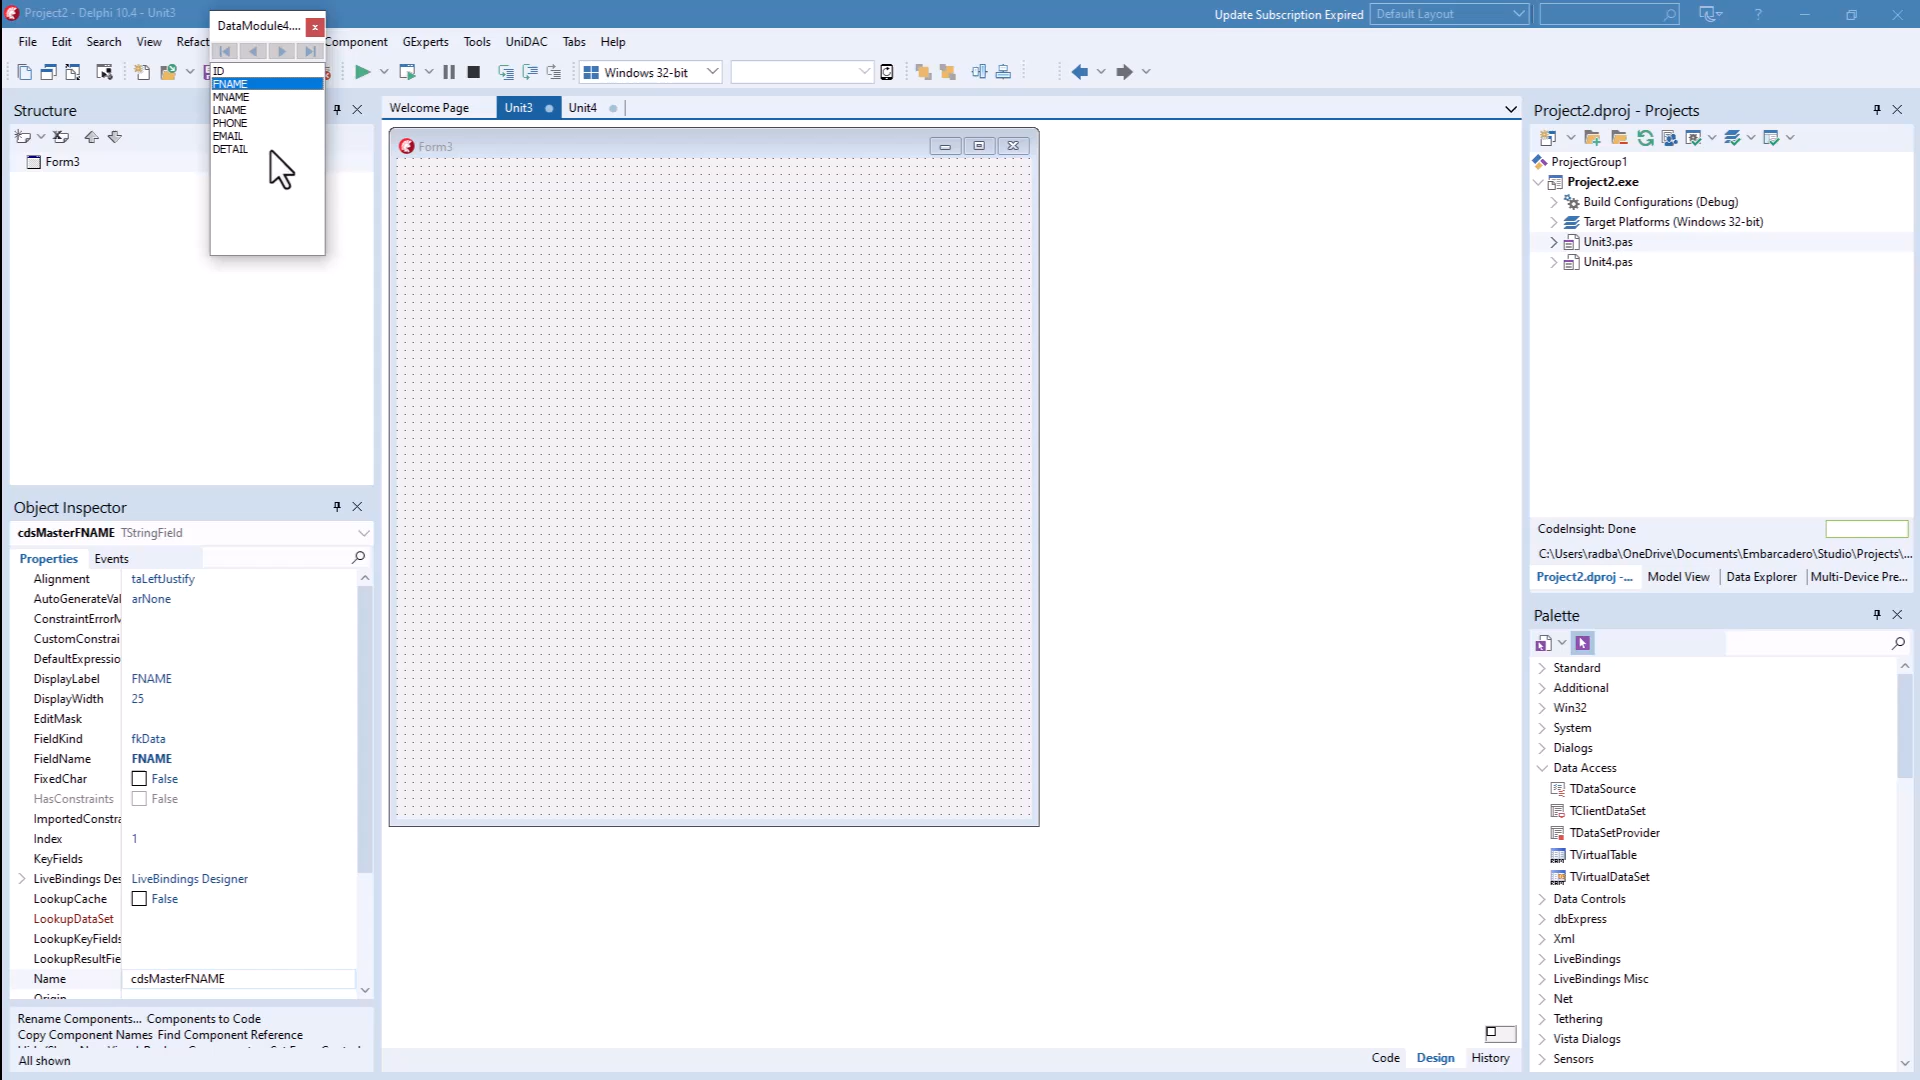 Project2 - Delphi 10.4 - Unit3
Update Subscription Expired
Default Layout
DataModule4....
File Edit Search View Refact
Component GExperts Tools UniDAC Tabs Help
Windows 32-bit
ID
FNAME
MNAME
LNAME
PHONE
EMAIL
DETAIL
Structure
Form3
Welcome Page
Unit3
Unit4
Form3
Project2.dproj - Projects
ProjectGroup1
Project2.exe
Build Configurations (Debug)
Target Platforms (Windows 32-bit)
Unit3.pas
Unit4.pas
Object Inspector
cdsMasterFNAME TStringField
Properties Events
Alignment taLeftJustify
AutoGenerateVal arNone
ConstraintErrorM
CustomConstrai
DefaultExpressio
DisplayLabel FNAME
DisplayWidth 25
EditMask
FieldKind fkData
FieldName FNAME
FixedChar False
HasConstraints False
ImportedConstra
Index 1
KeyFields
LiveBindings Des LiveBindings Designer
LookupCache False
LookupDataSet
LookupKeyFields
LookupResultFie
Name cdsMasterFNAME
Rename Components... Components to Code
Copy Component Names Find Component Reference
All shown
Code Design History
CodeInsight: Done
C:\Users\radba\OneDrive\Documents\Embarcadero\Studio\Projects\...
Project2.dproj -... Model View Data Explorer Multi-Device Pre...
Palette
Standard
Additional
Win32
System
Dialogs
Data Access
TDataSource
TClientDataSet
TDataSetProvider
TVirtualTable
TVirtualDataSet
Data Controls
dbExpress
Xml
LiveBindings
LiveBindings Misc
Net
Tethering
Vista Dialogs
Sensors